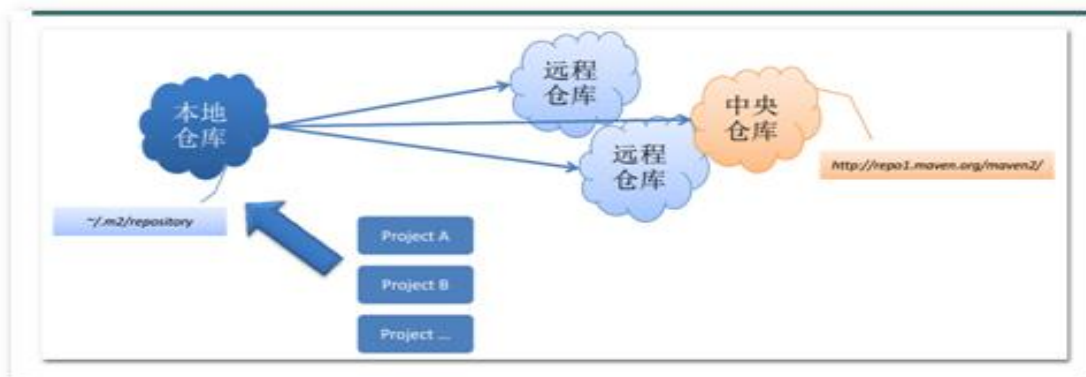 本地
仓库
远程
仓库
远程
仓库
中央
仓库
http://repo1.maven.org/maven2/
~/.m2/repository
Project A
Project B
Project ...